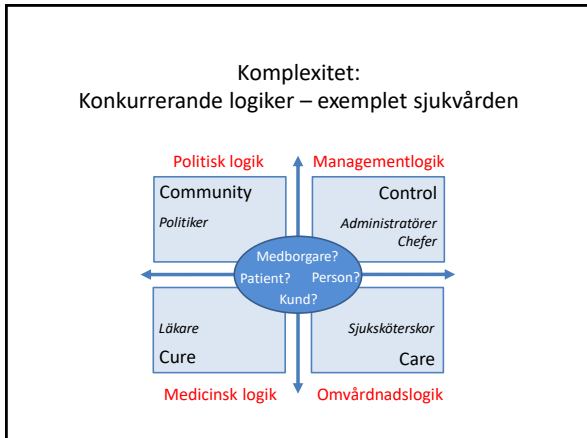 Komplexitet:
Konkurrerande logiker – exemplet sjukvården
Politisk logik
Managementlogik
Community
Politiker
Control
Administratörer
Chefer
Medborgare?
Patient?
Person?
Kund?
Läkare
Cure
Sjuksköterskor
Care
Medicinsk logik
Omvårdnadslogik